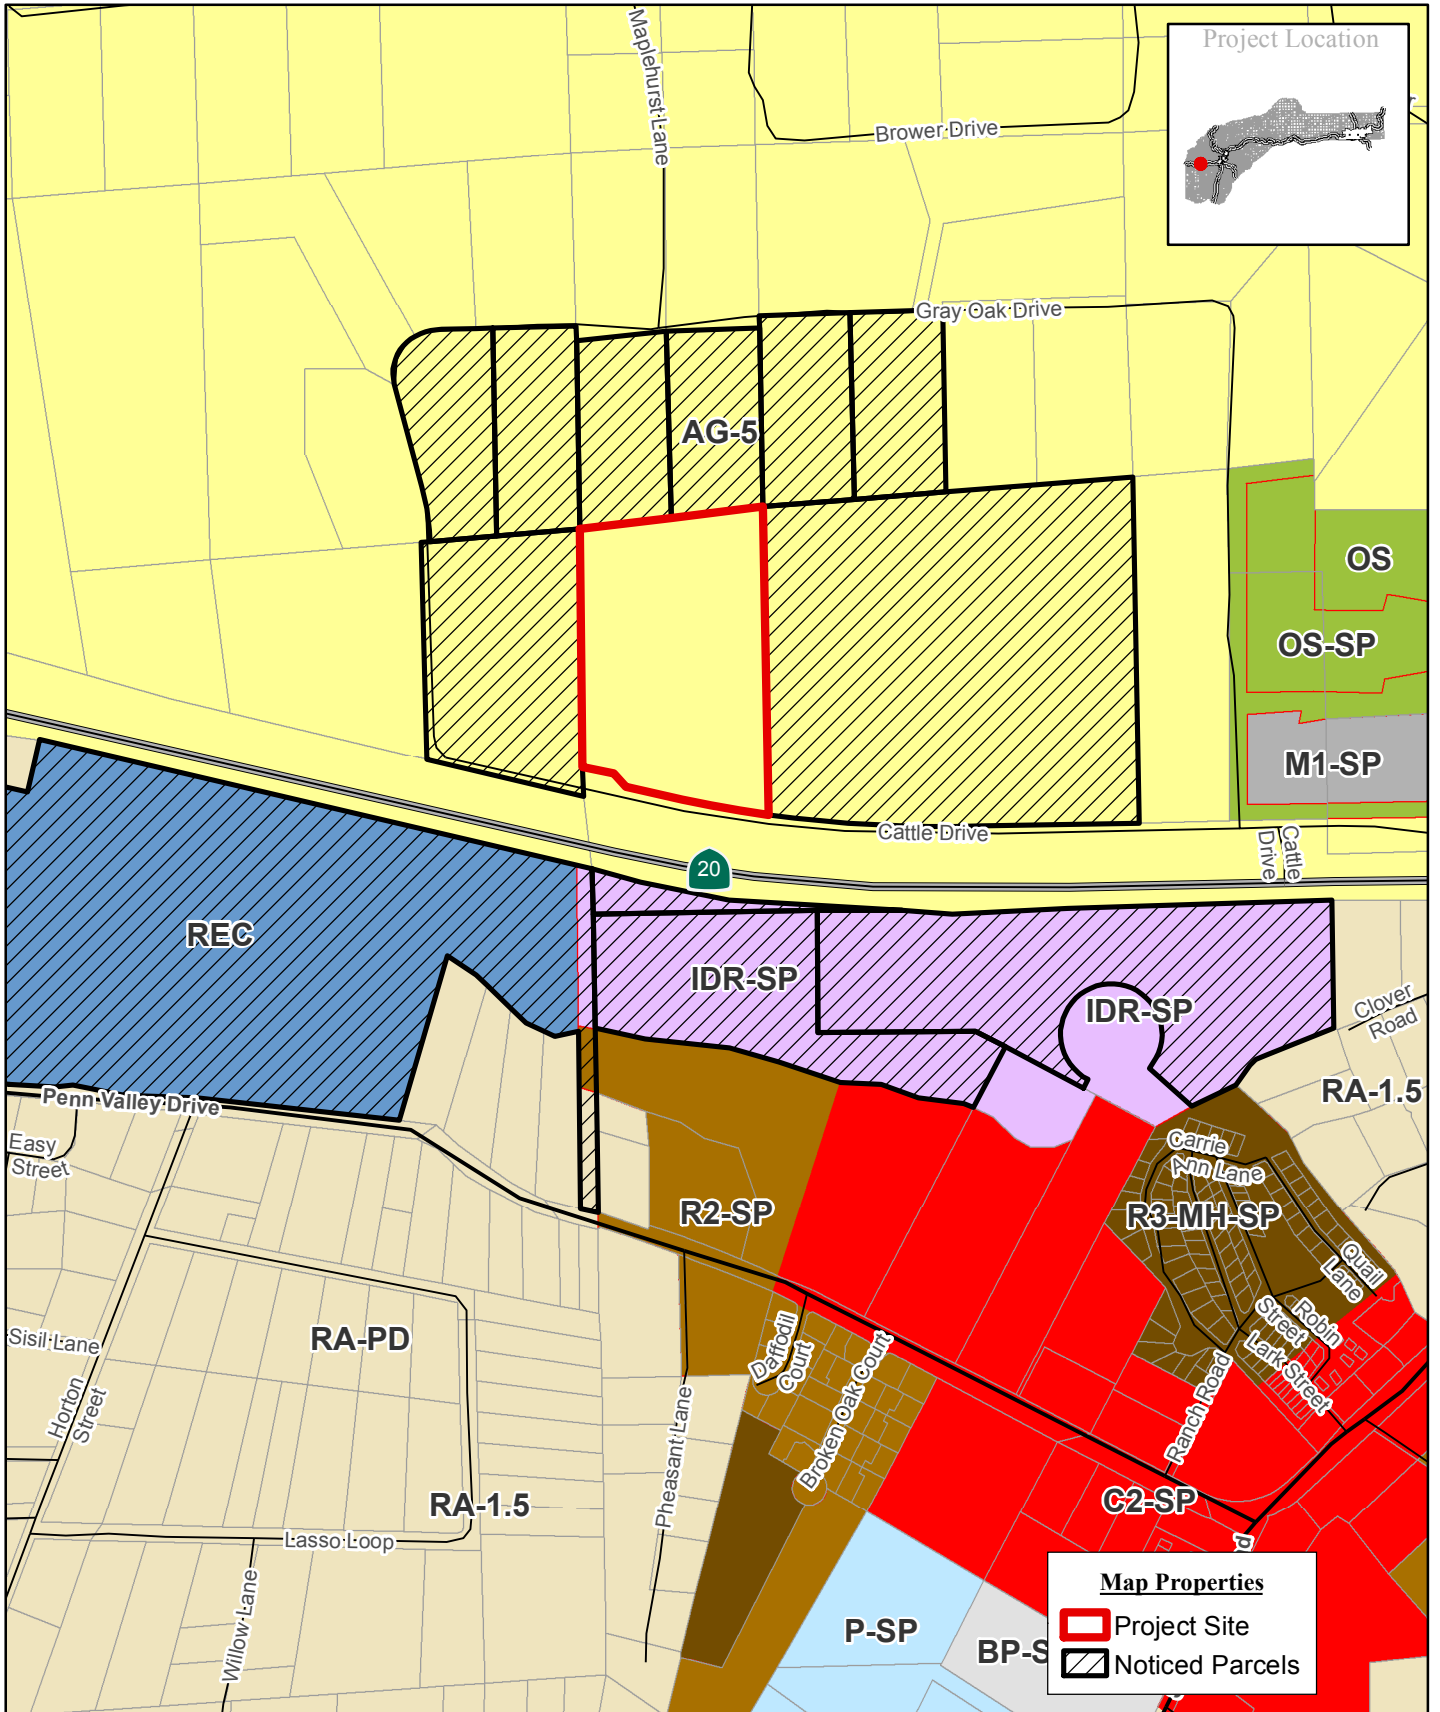 Maplehurst Lane
Project Location
Brower Drive
Gray Oak Drive
AG-5
OS
OS-SP
M1-SP
Cattle Drive
Cattle
Drive
20
REC
IDR-SP
IDR-SP
Clover
Road
RA-1.5
Penn Valley Drive
Easy
Street
Carrie
Ann Lane
R2-SP
R3-MH-SP
Quail
Lane
Sisil Lane
RA-PD
Daffodil
Court
Robin
Street
Lark Street
Horton
Street
Broken Oak Court
Ranch Road
Pheasant Lane
RA-1.5
C2-SP
Lasso Loop
Willow Lane
P-SP
BP-S
Map Properties
Project Site
Noticed Parcels